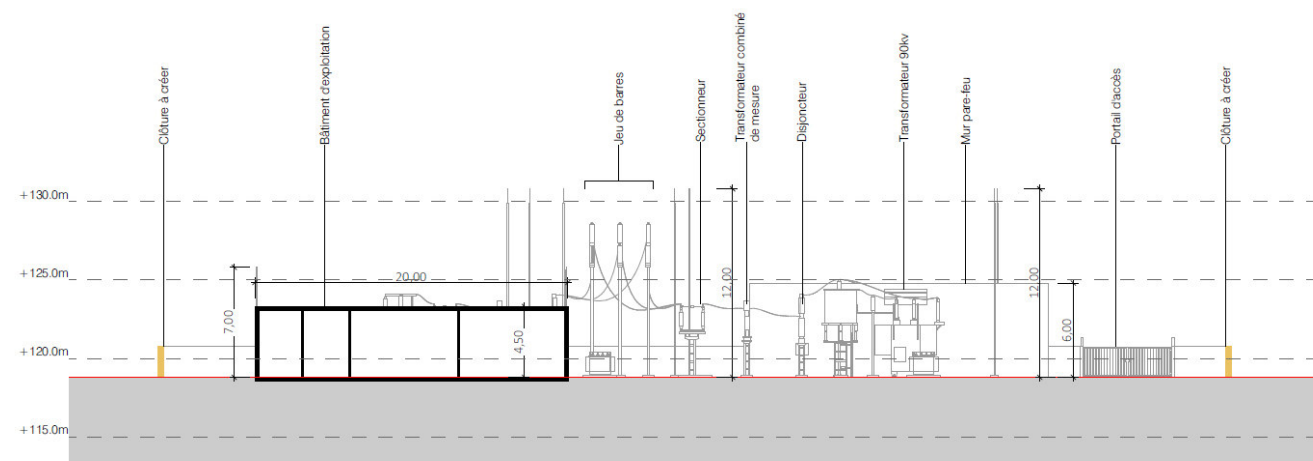 Clôture à créer
Bâtiment d'exploitation
Jeu de barres
Sectionneur
Transformateur combiné
de mesure
Disjoncteur
Transformateur 90kv
Mur pare-feu
Portail d'accès
Clôture à créer
+130.0m
+125.0m
+120.0m
+115.0m
7,00
20,00
4,50
12,00
12,00
6,00